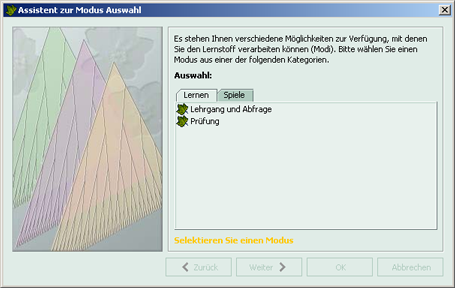 Assistent zur Modus Auswahl
Es stehen Ihnen verschiedene Möglichkeiten zur Verfügung, mit denen
Sie den Lernstoff verarbeiten können (Modi). Bitte wählen Sie einen
Modus aus einer der folgenden Kategorien.
Auswahl:
Lernen Spiele
Lehrgang und Abfrage
Prüfung
Selektieren Sie einen Modus
Zurück Weiter OK Abbrechen